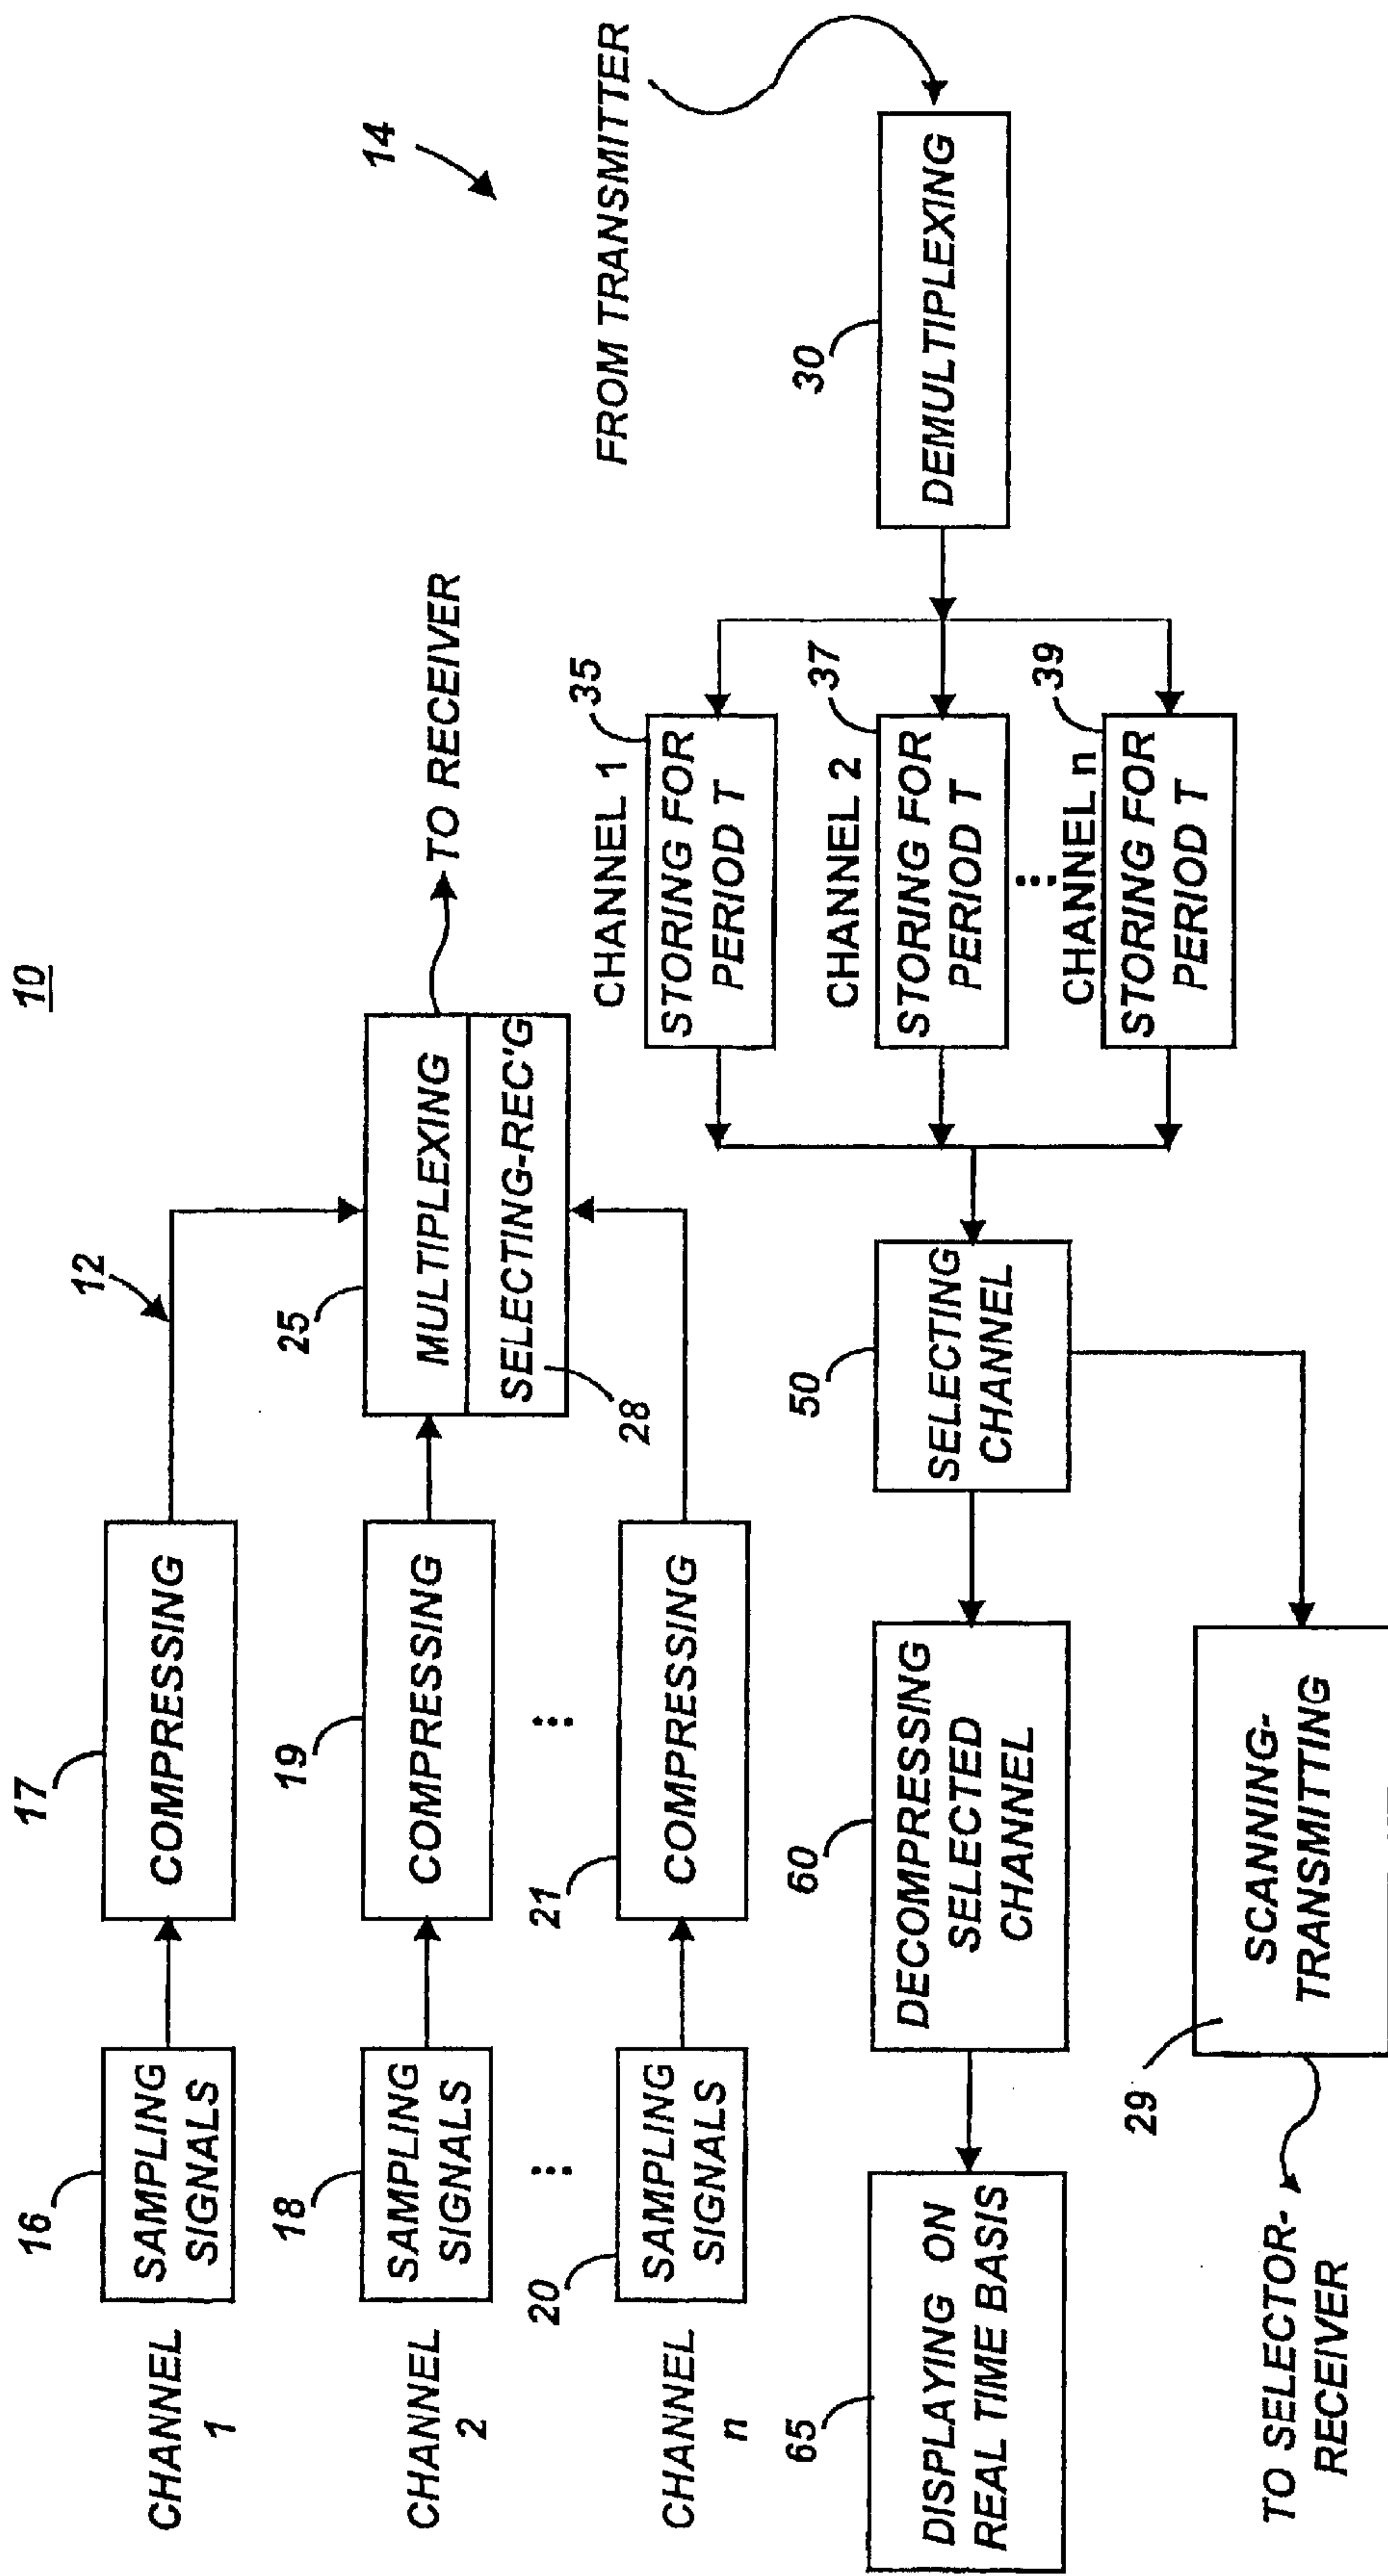 10
12
CHANNEL
1
16
SAMPLING
SIGNALS
17
COMPRESSING
CHANNEL
2
18
SAMPLING
SIGNALS
19
COMPRESSING
25
MULTIPLEXING
SELECTING-REC'G
28
TO RECEIVER
CHANNEL
n
20
SAMPLING
SIGNALS
21
COMPRESSING
14
FROM TRANSMITTER
30
DEMULTIPLEXING
CHANNEL 1
35
STORING FOR
PERIOD T
CHANNEL 2
37
STORING FOR
PERIOD T
CHANNEL n
39
STORING FOR
PERIOD T
50
SELECTING
CHANNEL
60
DECOMPRESSING
SELECTED
CHANNEL
65
DISPLAYING ON
REAL TIME BASIS
29
SCANNING-
TRANSMITTING
TO SELECTOR-
RECEIVER